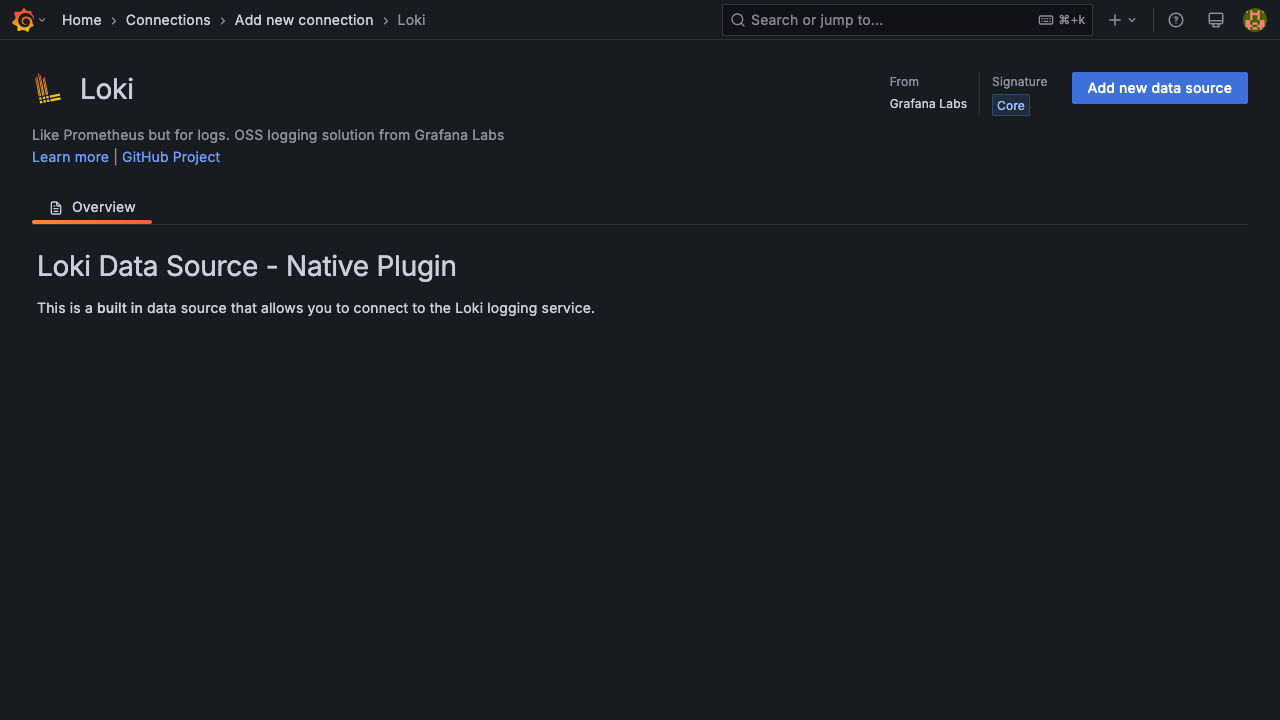 Home › Connections › Add new connection › Loki
Search or jump to... ⌘+k
Loki
From
Grafana Labs
Signature
Core
Add new data source
Like Prometheus but for logs. OSS logging solution from Grafana Labs
Learn more | GitHub Project
Overview
Loki Data Source - Native Plugin
This is a built in data source that allows you to connect to the Loki logging service.